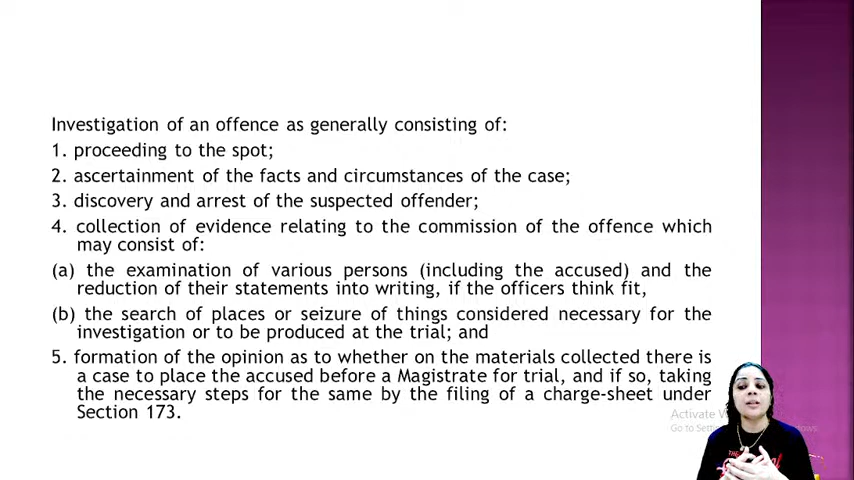 Investigation of an offence as generally consisting of:
1. proceeding to the spot;
2. ascertainment of the facts and circumstances of the case;
3. discovery and arrest of the suspected offender;
4. collection of evidence relating to the commission of the offence which
may consist of:
(a) the examination of various persons (including the accused) and the
reduction of their statements into writing, if the officers think fit,
(b) the search of places or seizure of things considered necessary for the
investigation or to be produced at the trial; and
5. formation of the opinion as to whether on the materials collected there is
a case to place the accused before a Magistrate for trial, and if so, taking
the necessary steps for the same by the filing of a charge-sheet under
Section 173.
Activate
Go to
THE